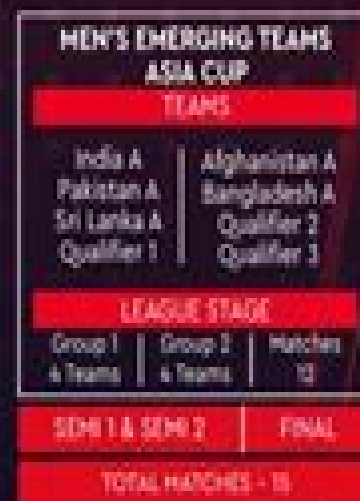 MEN'S EMERGING TEAMS
ASIA CUP
TEAMS
India A
Pakistan A
Sri Lanka A
Qualifier 1
Afghanistan A
Bangladesh A
Qualifier 2
Qualifier 3
LEAGUE STAGE
Group 1
4 Teams
Group 2
4 Teams
Matches
12
SEMI 1 & SEMI 2
FINAL
TOTAL MATCHES - 15